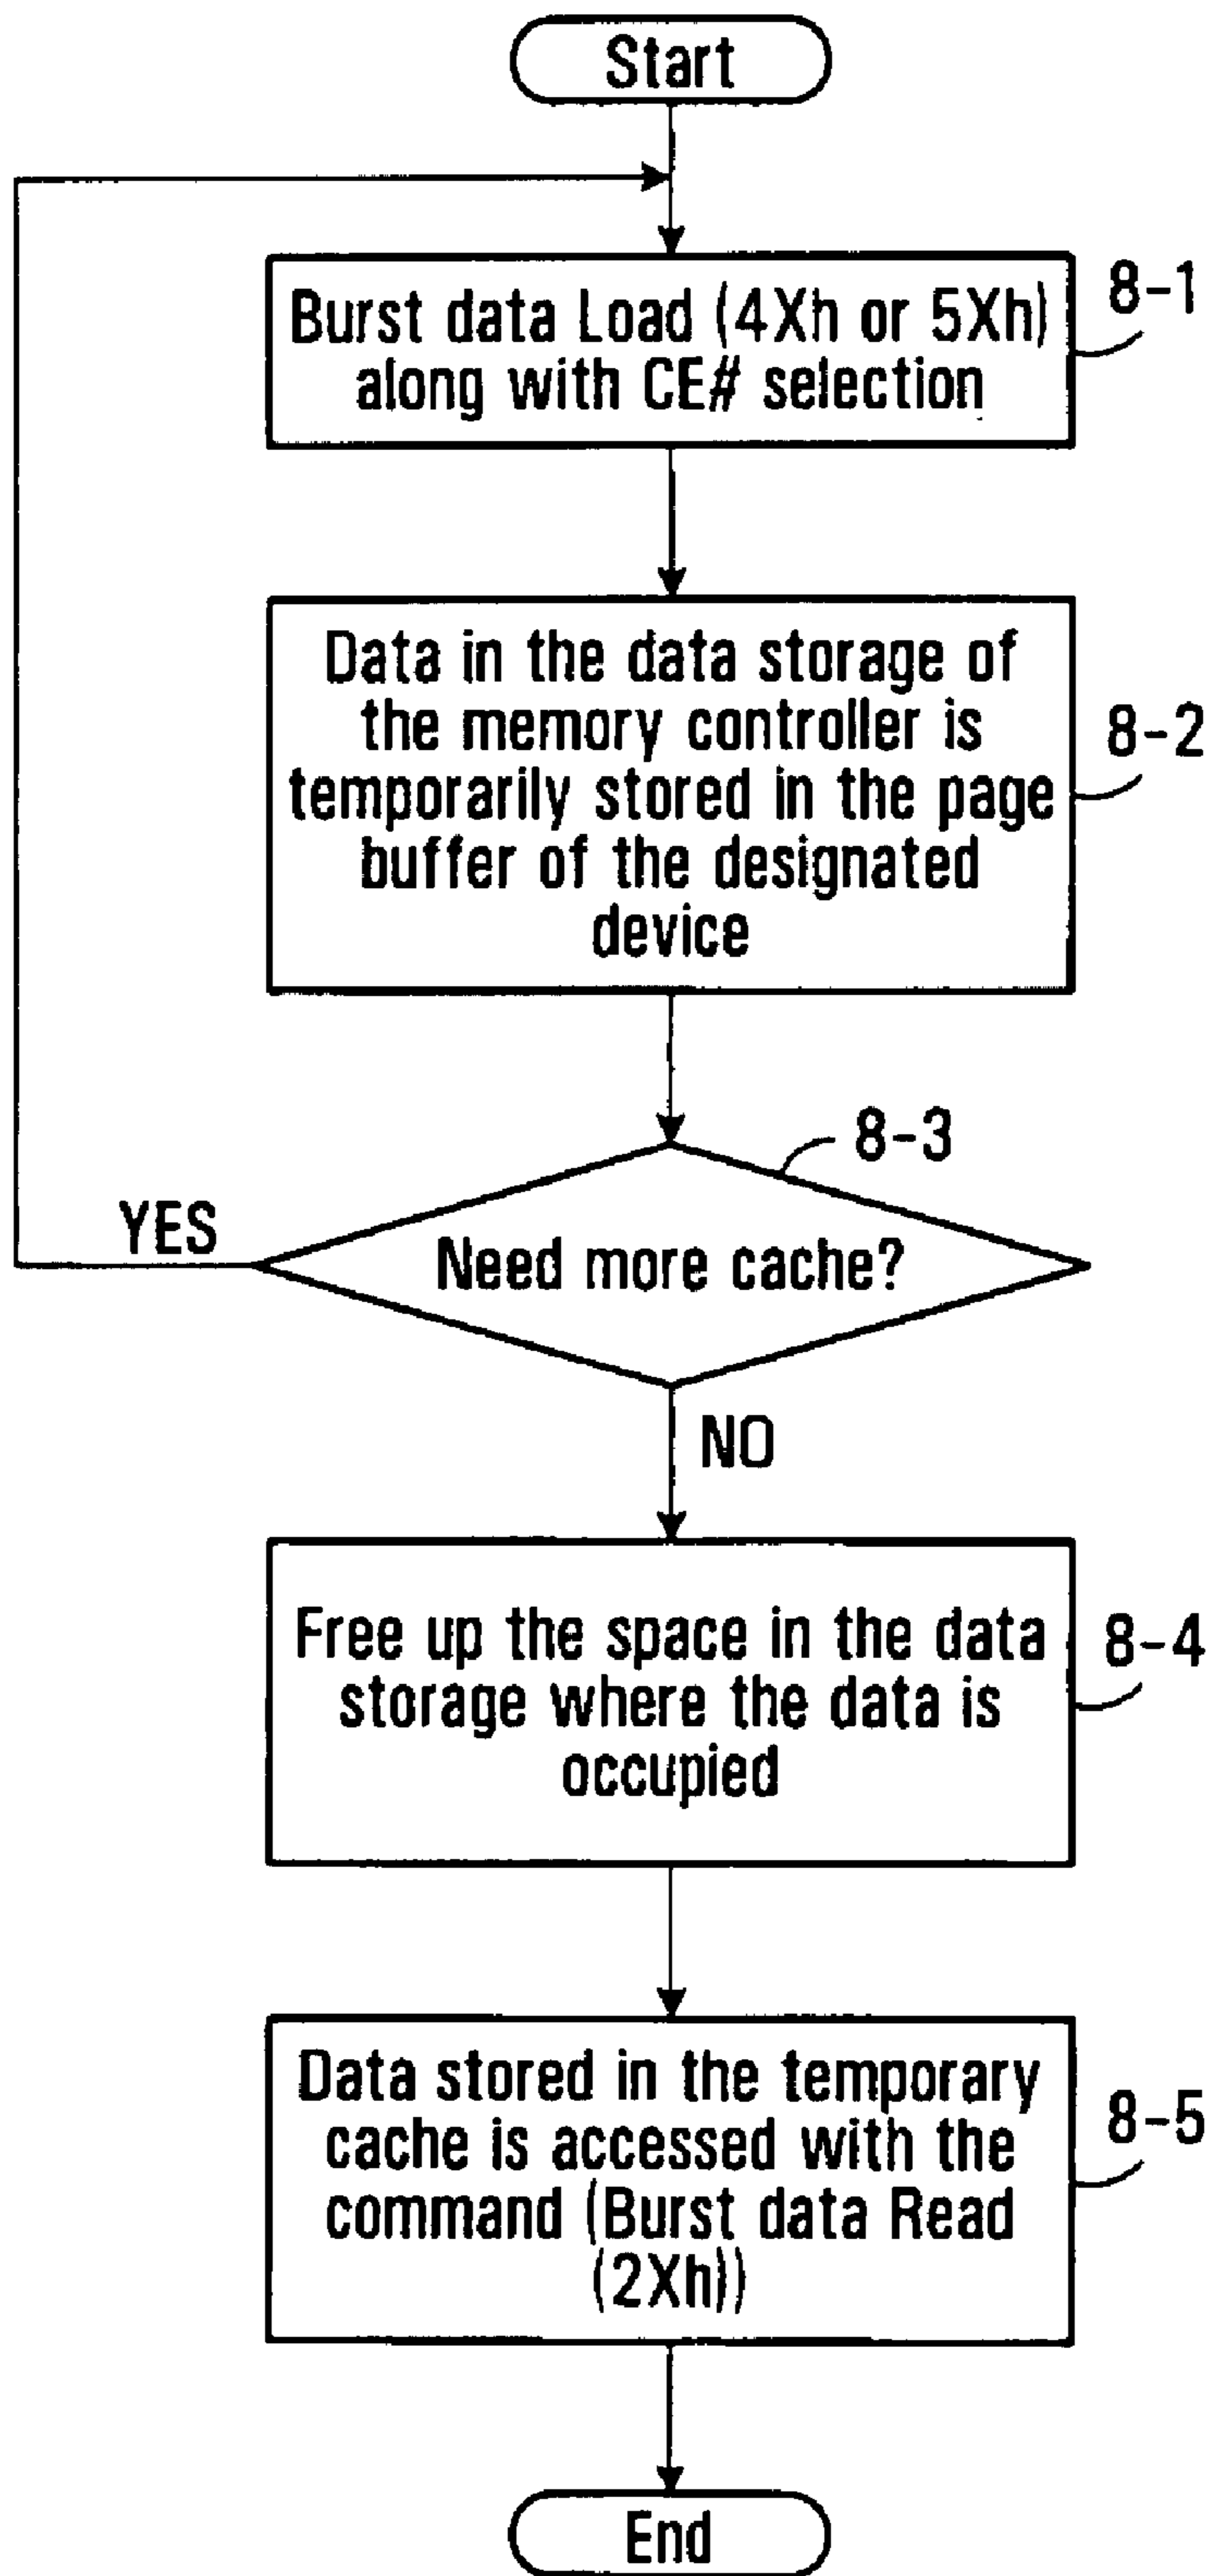 Start
Burst data Load (4Xh or 5Xh)
along with CE# selection
8-1
Data in the data storage of
the memory controller is
temporarily stored in the page
buffer of the designated
device
8-2
8-3
YES
Need more cache?
NO
Free up the space in the data
storage where the data is
occupied
8-4
Data stored in the temporary
cache is accessed with the
command (Burst data Read
(2Xh))
8-5
End